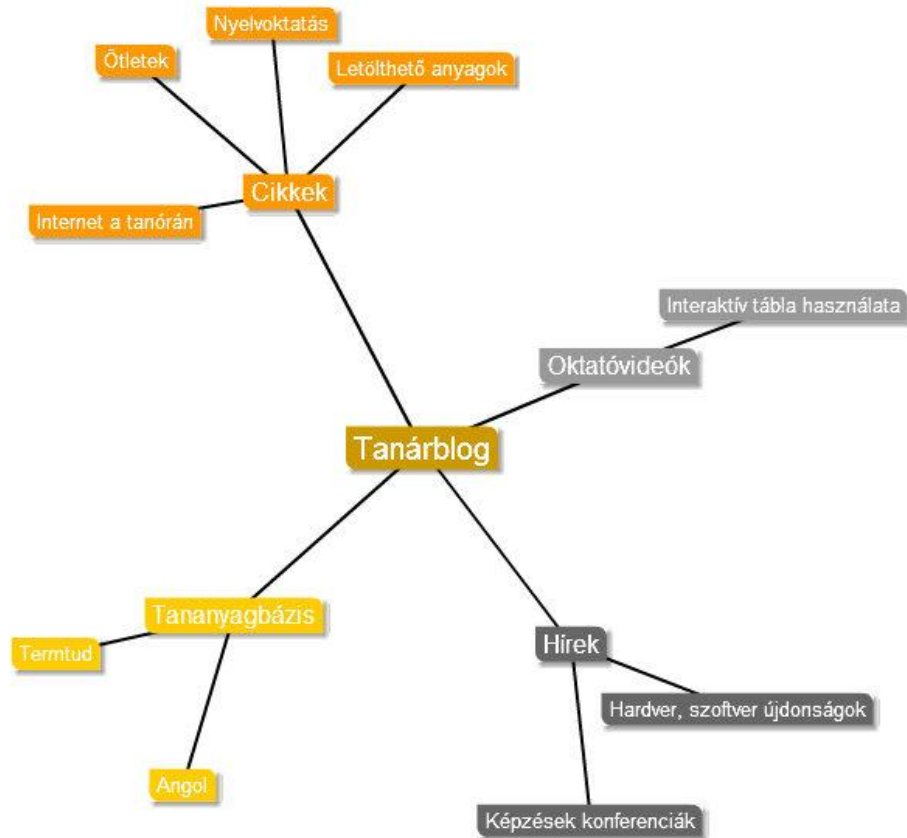 Nyelvoktatás
Ötletek
Letölthető anyagok
Cikkek
Internet a tanórán
Interaktív tábla használata
Oktatóvideók
Tanárblog
Tananyagbázis
Termtud
Angol
Hírek
Hardver, szoftver újdonságok
Képzések konferenciák